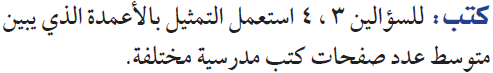 كتب: للسؤالين ٣ ، ٤ استعمل التمثيل بالأعمدة الذي يبين
متوسط عدد صفحات كتب مدرسية مختلفة.